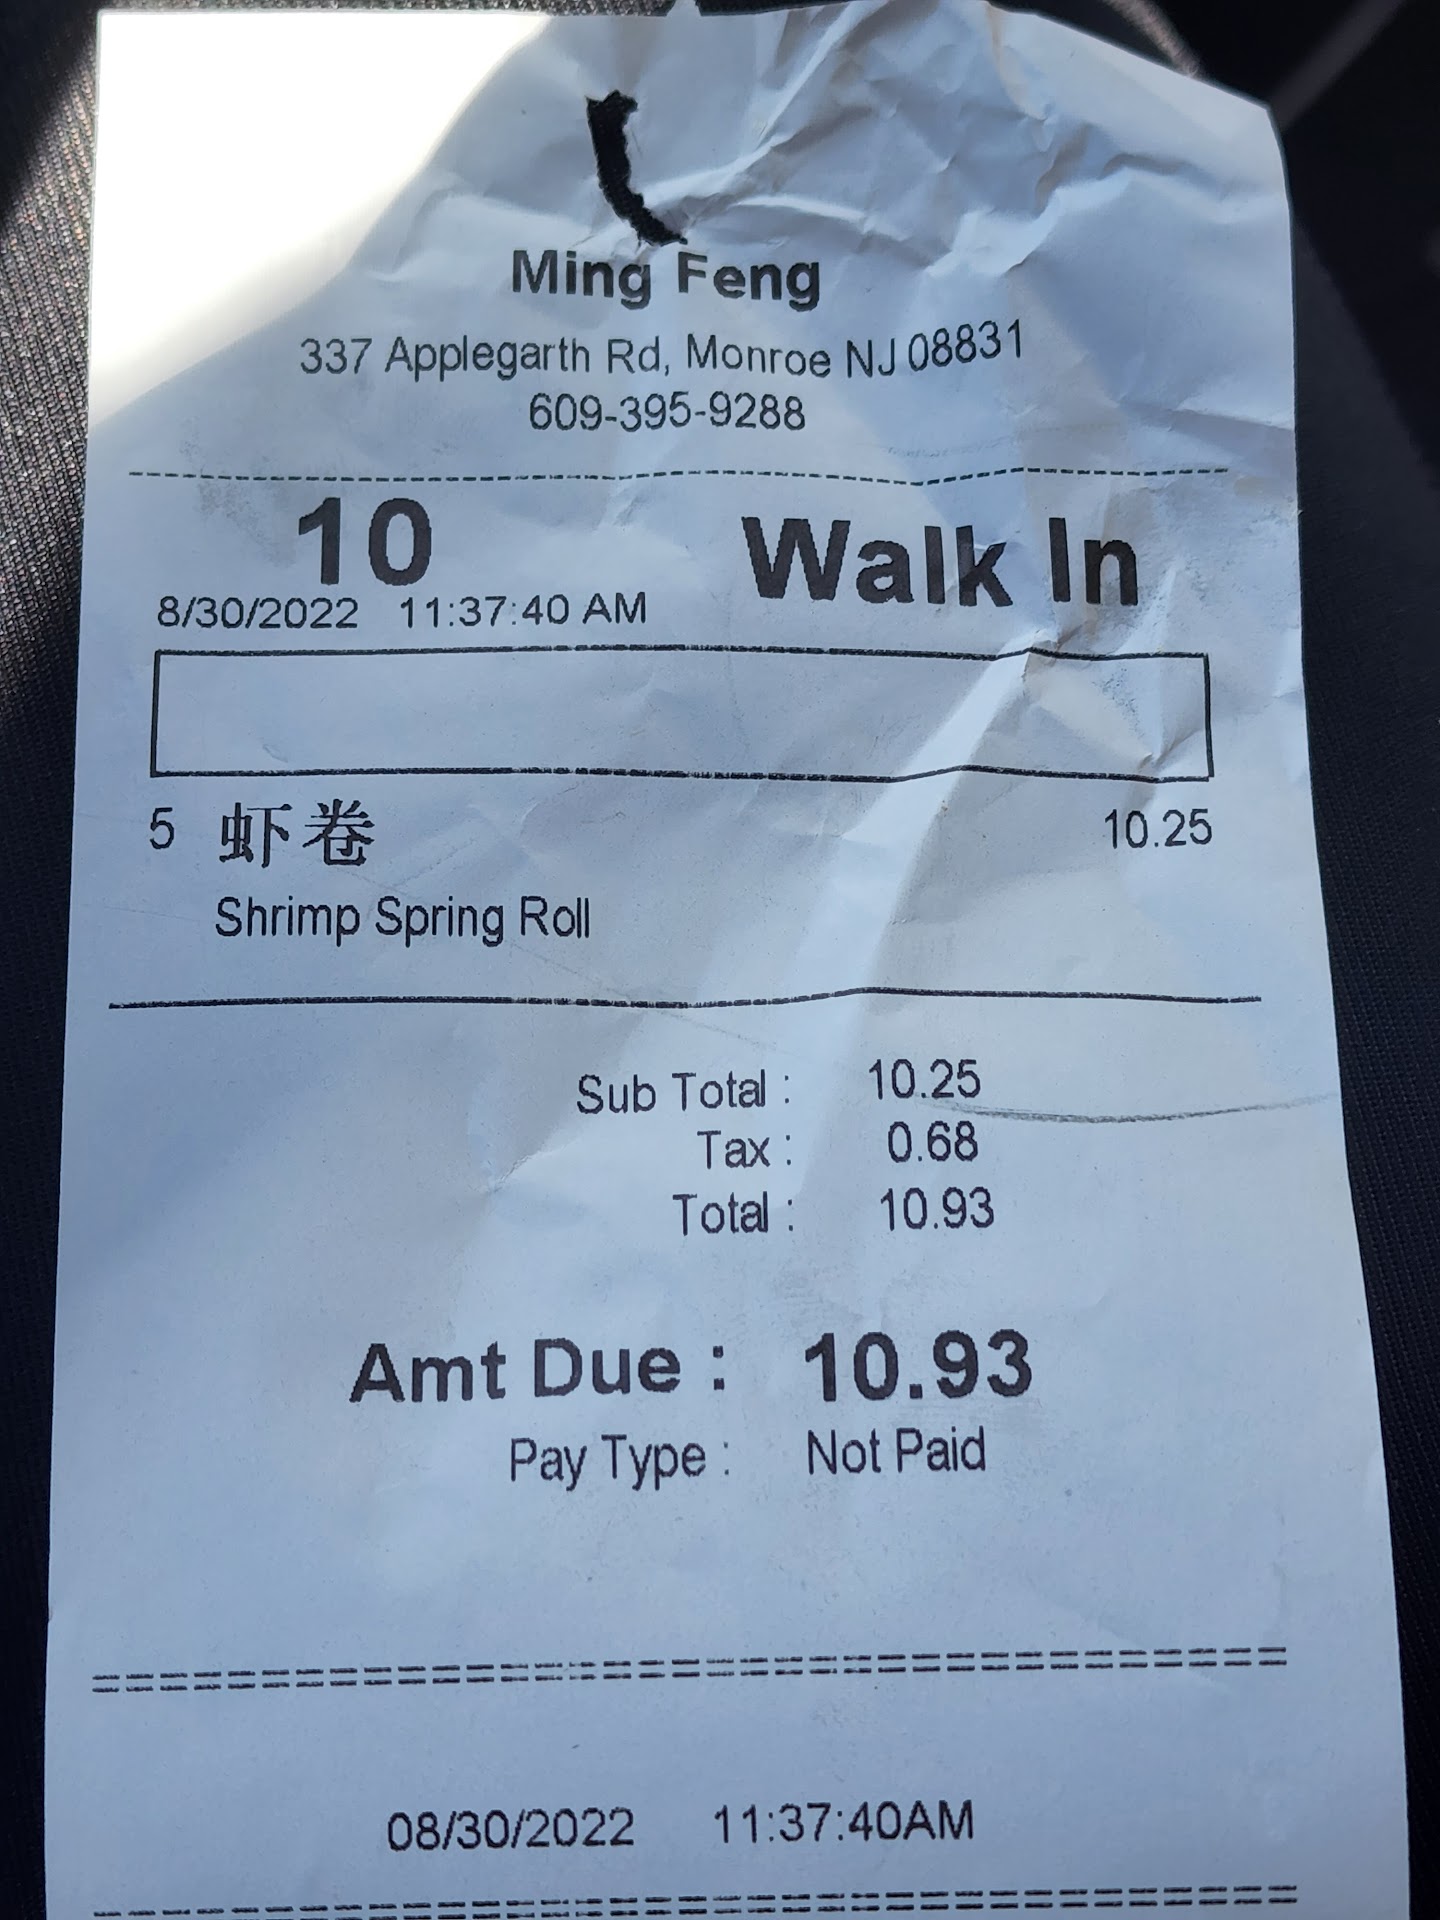 Ming Feng
337 Applegarth Rd, Monroe NJ 08831
609-395-9288
10 Walk In
8/30/2022 11:37:40 AM
5 虾卷 10.25
Shrimp Spring Roll
Sub Total : 10.25
Tax : 0.68
Total : 10.93
Amt Due : 10.93
Pay Type : Not Paid
08/30/2022 11:37:40AM